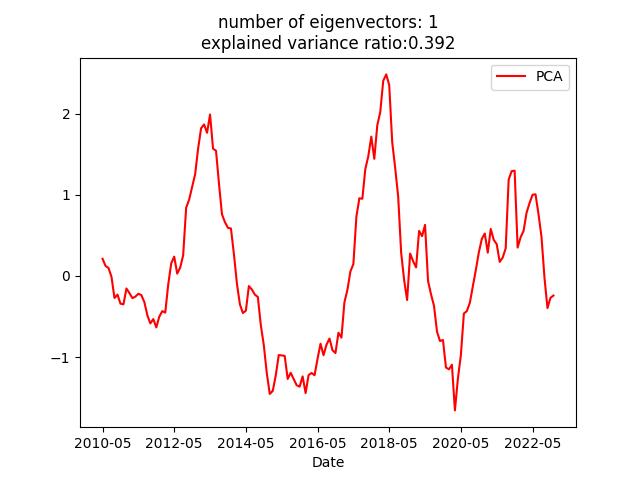 number of eigenvectors: 1
explained variance ratio:0.392
PCA
2
1
0
−1
2010-05 2012-05 2014-05 2016-05 2018-05 2020-05 2022-05
Date